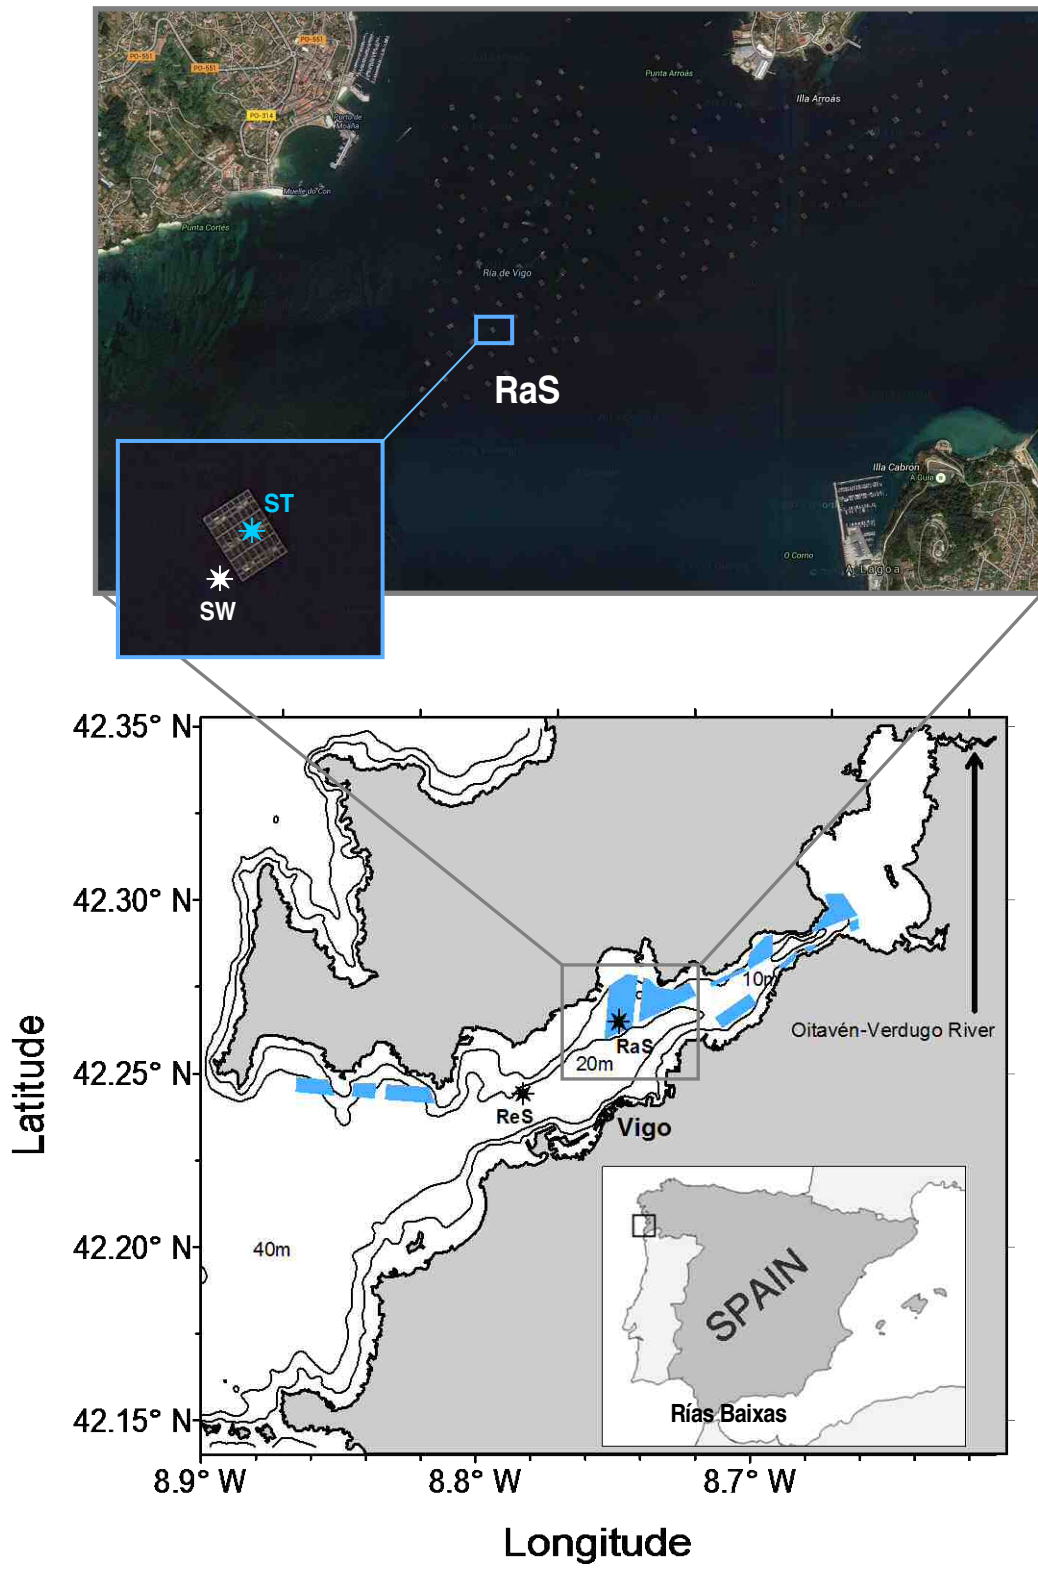 PO-551
PO-551
PO-551
PO-314
Porto de
Moaña
Muelle do Con
Punta Cortés
Punta Arroás
Illa Arroás
Ría de Vigo
RaS
ST
SW
Illa Cabrón
A Guía
O Corno
A Lagoa
42.35° N
42.30° N
42.25° N
42.20° N
42.15° N
Latitude
10m
Oitavén-Verdugo River
RaS
20m
ReS
Vigo
40m
SPAIN
Rías Baixas
8.9° W
8.8° W
8.7° W
Longitude